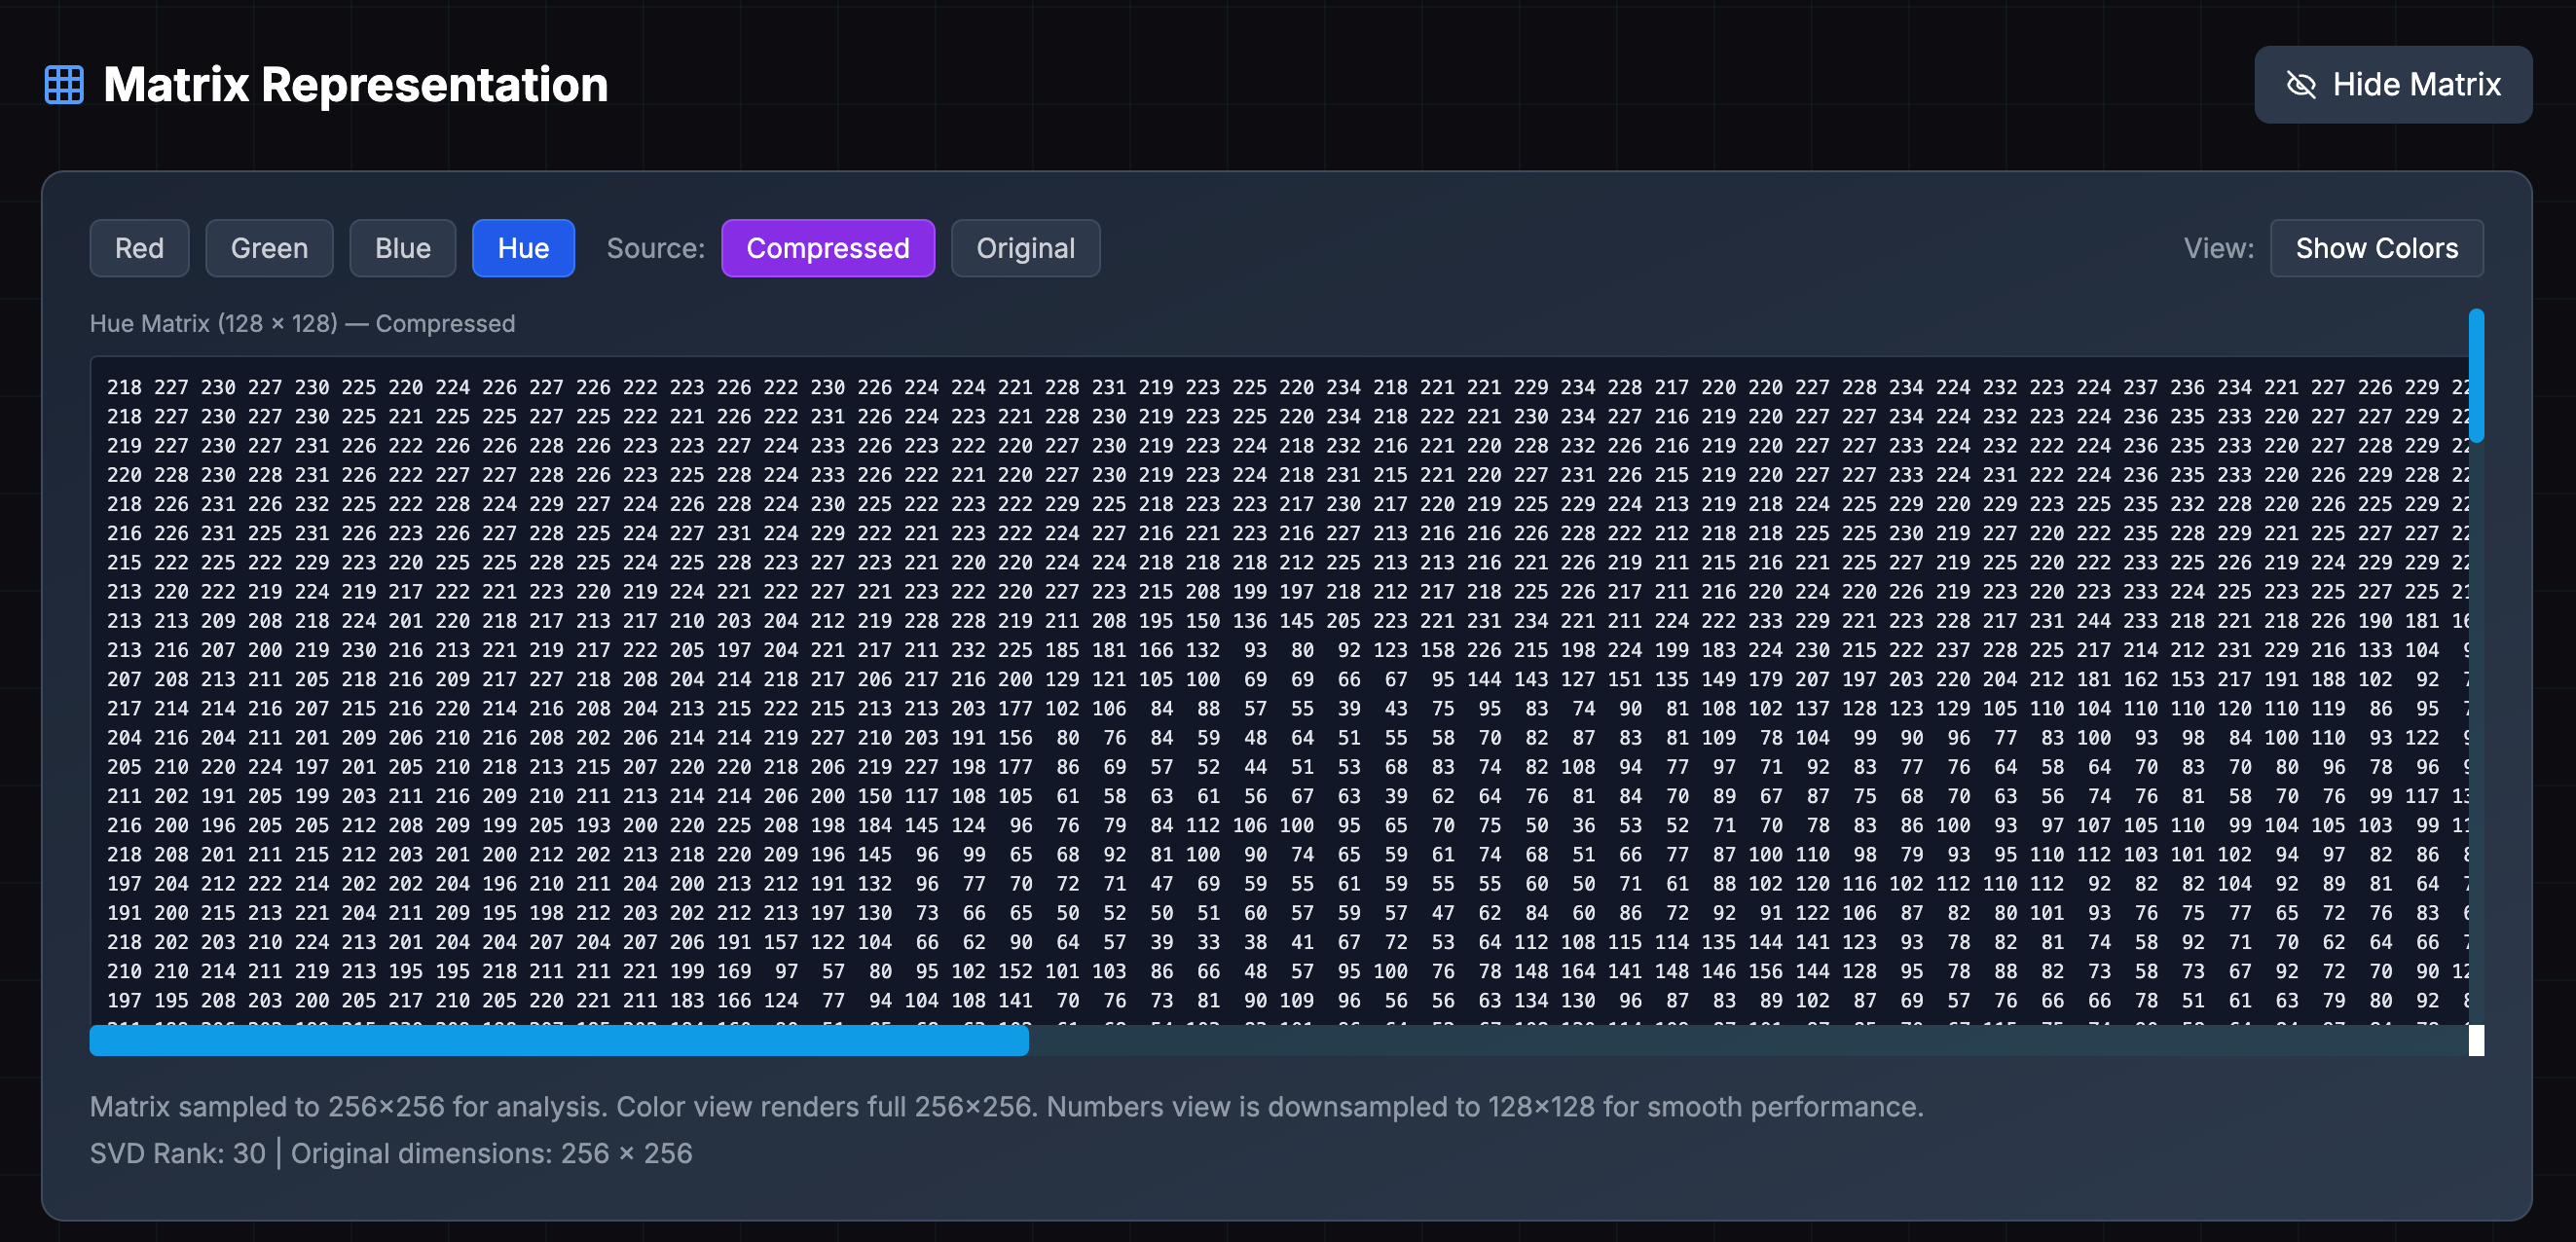 Matrix Representation
Hide Matrix
Red Green Blue Hue Source: Compressed Original View: Show Colors
Hue Matrix (128 × 128) — Compressed
218 227 230 227 230 225 220 224 226 227 226 222 223 226 222 230 226 224 224 221 228 231 219 223 225 220 234 218 221 221 229 234 228 217 220 220 227 228 234 224 232 223 224 237 236 234 221 227 226 229
218 227 230 227 230 225 221 225 225 227 225 222 221 226 222 231 226 224 223 221 228 230 219 223 225 220 234 218 222 221 230 234 227 216 219 220 227 227 234 224 232 223 224 236 235 233 220 227 227 229
219 227 230 227 231 226 222 226 226 228 226 223 223 227 224 233 226 223 222 220 227 230 219 223 224 218 232 216 221 220 228 232 226 216 219 220 227 227 233 224 232 222 224 236 235 233 220 227 228 229
220 228 230 228 231 226 222 227 227 228 226 223 225 228 224 233 226 222 221 220 227 230 219 223 224 218 231 215 221 220 227 231 226 215 219 220 227 227 233 224 231 222 224 236 235 233 220 226 229 228
218 226 231 226 232 225 222 228 224 229 227 224 226 228 224 230 225 222 223 222 229 225 218 223 223 217 230 217 220 219 225 229 224 213 219 218 224 225 229 220 229 223 225 235 232 228 220 226 225 229
216 226 231 225 231 226 223 226 227 228 225 224 227 231 224 229 222 221 223 222 224 227 216 221 223 216 227 213 216 216 226 228 222 212 218 218 225 225 230 219 227 220 222 235 228 229 221 225 227 227
215 222 225 222 229 223 220 225 225 228 225 224 225 228 223 227 223 221 220 220 224 224 218 218 218 212 225 213 213 216 221 226 219 211 215 216 221 225 227 219 225 220 222 233 225 226 219 224 229 229
213 220 222 219 224 219 217 222 221 223 220 219 224 221 222 227 221 223 222 220 227 223 215 208 199 197 218 212 217 218 225 226 217 211 216 220 224 220 226 219 223 220 223 233 224 225 223 225 227 225
213 213 209 208 218 224 201 220 218 217 213 217 210 203 204 212 219 228 228 219 211 208 195 150 136 145 205 223 221 231 234 221 211 224 222 233 229 221 223 228 217 231 244 233 218 221 218 226 190 181
213 216 207 200 219 230 216 213 221 219 217 222 205 197 204 221 217 211 232 225 185 181 166 132 93 80 92 123 158 226 215 198 224 199 183 224 230 215 222 237 228 225 217 214 212 231 229 216 133 104
207 208 213 211 205 218 216 209 217 227 218 208 204 214 218 217 206 217 216 200 129 121 105 100 69 69 66 67 95 144 143 127 151 135 149 179 207 197 203 220 204 212 181 162 153 217 191 188 102 92
217 214 214 216 207 215 216 220 214 216 208 204 213 215 222 215 213 213 203 177 102 106 84 88 57 55 39 43 75 95 83 74 90 81 108 102 137 128 123 129 105 110 104 110 110 120 110 119 86 95
204 216 204 211 201 209 206 210 216 208 202 206 214 214 219 227 210 203 191 156 80 76 84 59 48 64 51 55 58 70 82 87 83 81 109 78 104 99 90 96 77 83 100 93 98 84 100 110 93 122
205 210 220 224 197 201 205 210 218 213 215 207 220 220 218 206 219 227 198 177 86 69 57 52 44 51 53 68 83 74 82 108 94 77 97 71 92 83 77 76 64 58 64 70 83 70 80 96 78 96
211 202 191 205 199 203 211 216 209 210 211 213 214 214 206 200 150 117 108 105 61 58 63 61 56 67 63 39 62 64 76 81 84 70 89 67 87 75 68 70 63 56 74 76 81 58 70 76 99 117
216 200 196 205 205 212 208 209 199 205 193 200 220 225 208 198 184 145 124 96 76 79 84 112 106 100 95 65 70 75 50 36 53 52 71 70 78 83 86 100 93 97 107 105 110 99 104 105 103 99
218 208 201 211 215 212 203 201 200 212 202 213 218 220 209 196 145 96 99 65 68 92 81 100 90 74 65 59 61 74 68 51 66 77 87 100 110 98 79 93 95 110 112 103 101 102 94 97 82 86
197 204 212 222 214 202 202 204 196 210 211 204 200 213 212 191 132 96 77 70 72 71 47 69 59 55 61 59 55 55 60 50 71 61 88 102 120 116 102 112 110 112 92 82 82 104 92 89 81 64
191 200 215 213 221 204 211 209 195 198 212 203 202 212 213 197 130 73 66 65 50 52 50 51 60 57 59 57 47 62 84 60 86 72 92 91 122 106 87 82 80 101 93 76 75 77 65 72 76 83
218 202 203 210 224 213 201 204 204 207 204 207 206 191 157 122 104 66 62 90 64 57 39 33 38 41 67 72 53 64 112 108 115 114 135 144 141 123 93 78 82 81 74 58 92 71 70 62 64 66
210 210 214 211 219 213 195 195 218 211 211 221 199 169 97 57 80 95 102 152 101 103 86 66 48 57 95 100 76 78 148 164 141 148 146 156 144 128 95 78 88 82 73 58 73 67 92 72 70 90
197 195 208 203 200 205 217 210 205 220 221 211 183 166 124 77 94 104 108 141 70 76 73 81 90 109 96 56 56 63 134 130 96 87 83 89 102 87 69 57 76 66 66 78 51 61 63 79 80 92
Matrix sampled to 256×256 for analysis. Color view renders full 256×256. Numbers view is downsampled to 128×128 for smooth performance.
SVD Rank: 30 | Original dimensions: 256 × 256